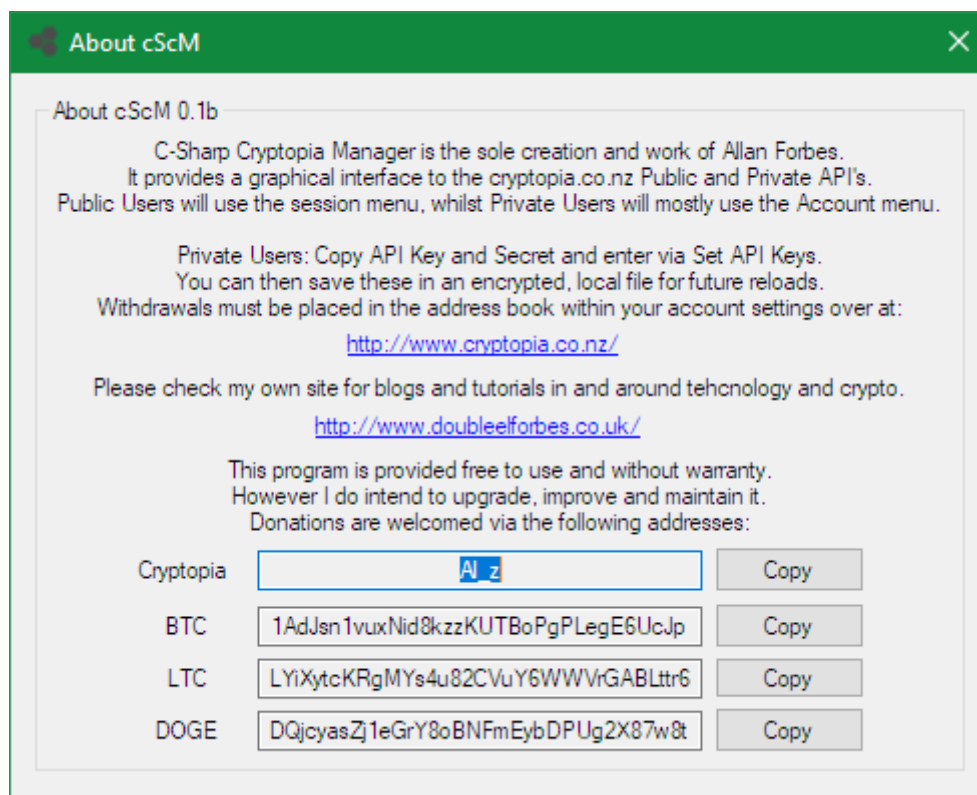 About cScM
About cScM 0.1b
C-Sharp Cryptopia Manager is the sole creation and work of Allan Forbes.
It provides a graphical interface to the cryptopia.co.nz Public and Private API's.
Public Users will use the session menu, whilst Private Users will mostly use the Account menu.
Private Users: Copy API Key and Secret and enter via Set API Keys.
You can then save these in an encrypted, local file for future reloads.
Withdrawals must be placed in the address book within your account settings over at:
http://www.cryptopia.co.nz/
Please check my own site for blogs and tutorials in and around tehcnology and crypto.
http://www.doubleelforbes.co.uk/
This program is provided free to use and without warranty.
However I do intend to upgrade, improve and maintain it.
Donations are welcomed via the following addresses:
Cryptopia Al_z Copy
BTC 1AdJsn1vuxNid8kzzKUTBoPgPLegE6UcJp Copy
LTC LYiXytcKRgMYs4u82CVuY6WWVrGABLttr6 Copy
DOGE DQjcyasZj1eGrY8oBNFmEybDPUg2X87w8t Copy